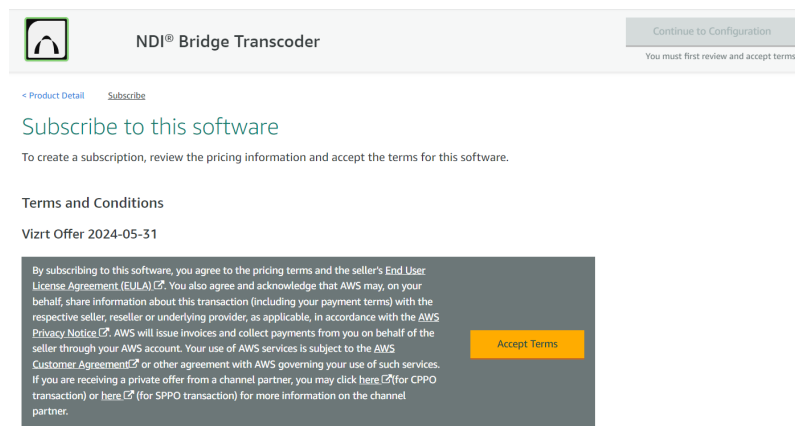 NDI® Bridge Transcoder
Continue to Configuration
You must first review and accept terms
< Product Detail Subscribe
Subscribe to this software
To create a subscription, review the pricing information and accept the terms for this software.
Terms and Conditions
Vizrt Offer 2024-05-31
By subscribing to this software, you agree to the pricing terms and the seller's End User
License Agreement (EULA). You also agree and acknowledge that AWS may, on your
behalf, share information about this transaction (including your payment terms) with the
respective seller, reseller or underlying provider, as applicable, in accordance with the AWS
Privacy Notice. AWS will issue invoices and collect payments from you on behalf of the
seller through your AWS account. Your use of AWS services is subject to the AWS
Customer Agreement or other agreement with AWS governing your use of such services.
If you are receiving a private offer from a channel partner, you may click here (for CPPO
transaction) or here (for SPPO transaction) for more information on the channel
partner.
Accept Terms